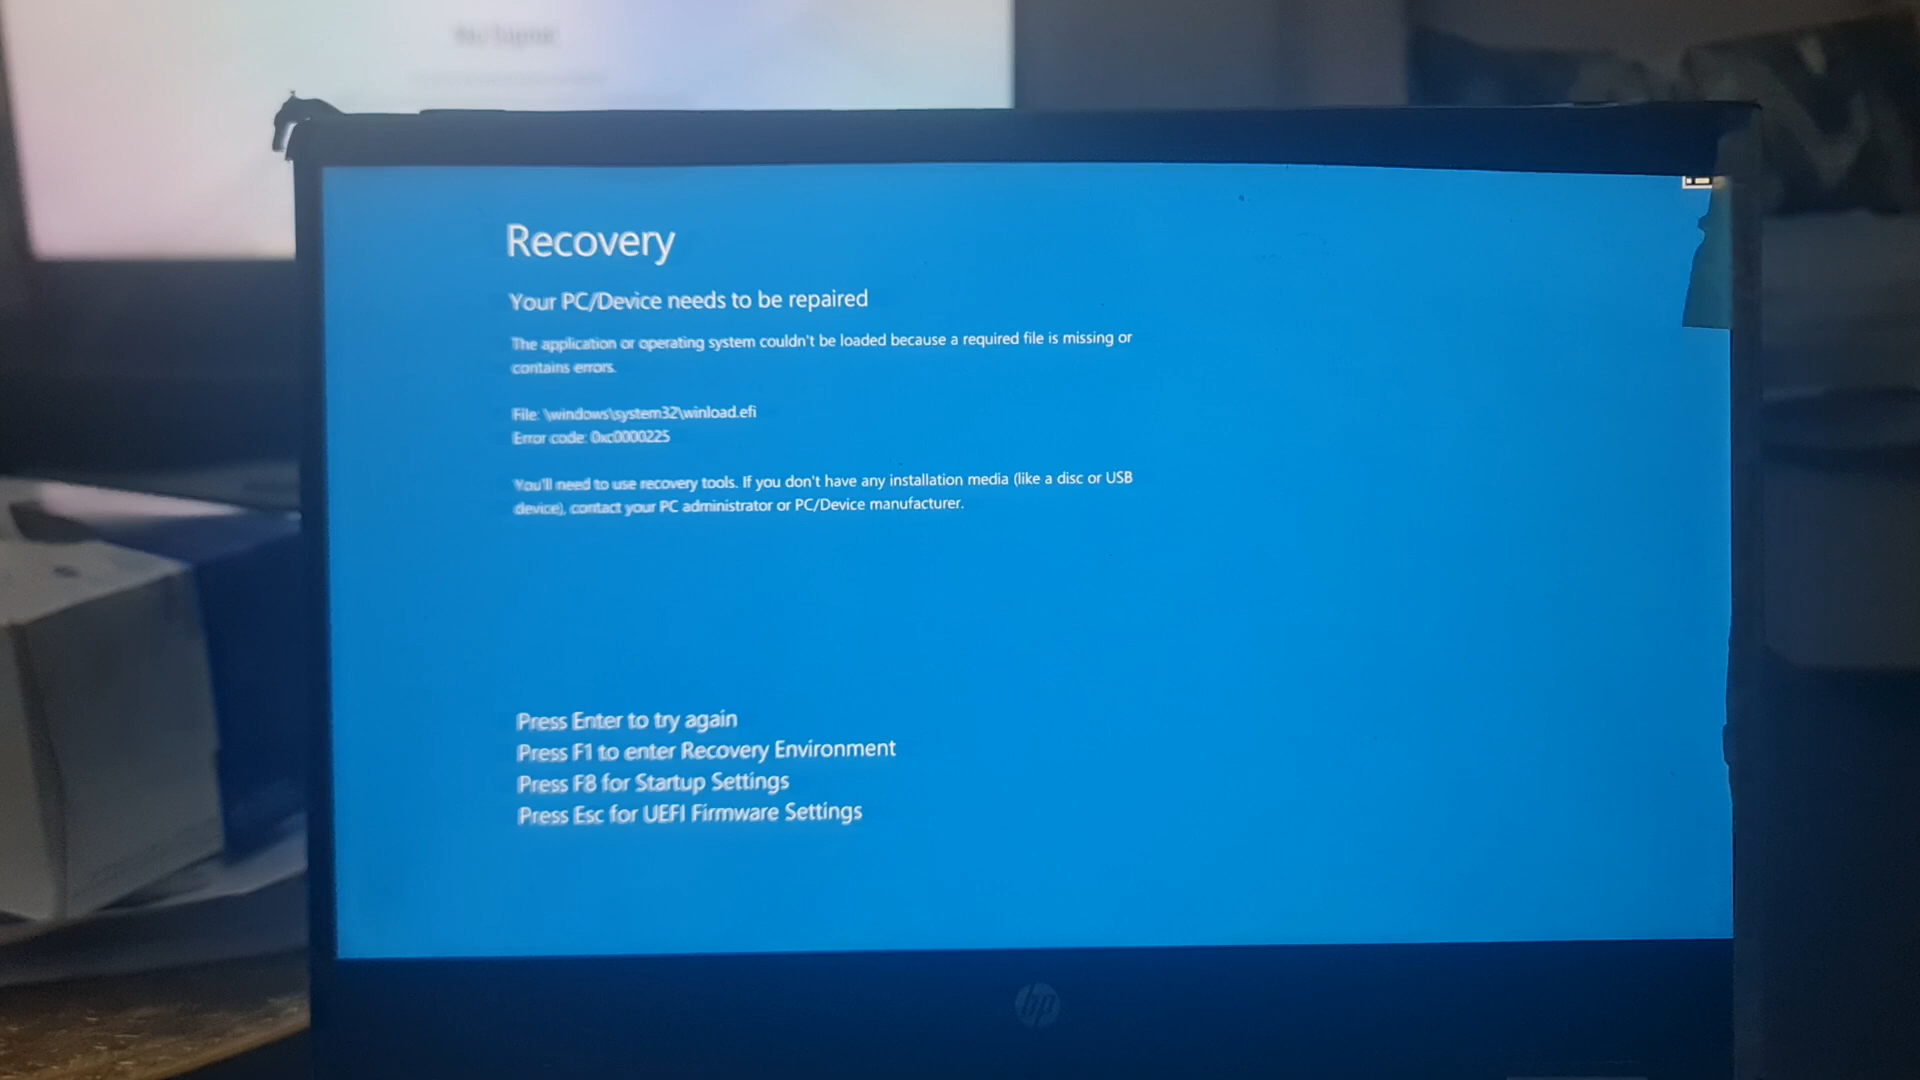 No Signal
Recovery
Your PC/Device needs to be repaired
The application or operating system couldn't be loaded because a required file is missing or
contains errors.
File: \windows\system32\winload.efi
Error code: 0xc0000225
You'll need to use recovery tools. If you don't have any installation media (like a disc or USB
device), contact your PC administrator or PC/Device manufacturer.
Press Enter to try again
Press F1 to enter Recovery Environment
Press F8 for Startup Settings
Press Esc for UEFI Firmware Settings
hp